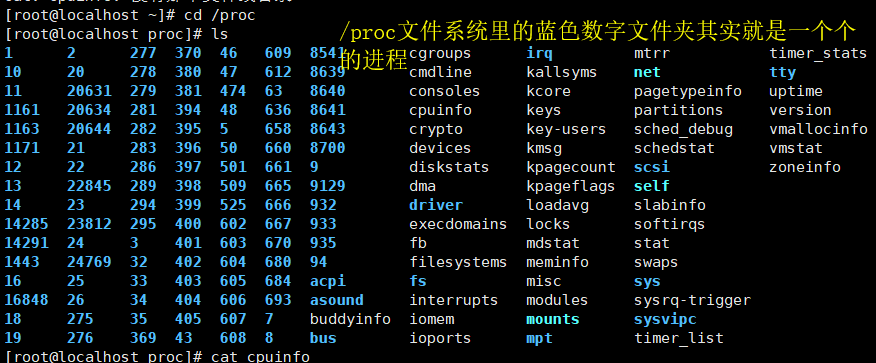 [root@localhost ~]# cd /proc
[root@localhost proc]# ls
/proc文件系统里的蓝色数字文件夹其实就是一个个
的进程
1 2 277 370 46 609 8541 cgroups irq mtrr timer_stats
10 20 278 380 47 612 8639 cmdline kallsyms net tty
11 20631 279 381 474 63 8640 consoles kcore pagetypeinfo uptime
1161 20634 281 394 48 636 8641 cpuinfo keys partitions version
1163 20644 282 395 5 658 8643 crypto key-users sched_debug vmallocinfo
1171 21 283 396 50 660 8700 devices kmsg schedstat vmstat
12 22 286 397 501 661 9 diskstats kpagecount scsi zoneinfo
13 22845 289 398 509 665 9129 dma kpageflags self
14 23 294 399 525 666 932 driver loadavg slabinfo
14285 23812 295 400 602 667 933 execdomains locks softirqs
14291 24 3 401 603 670 935 fb mdstat stat
1443 24769 32 402 604 680 94 filesystems meminfo swaps
16 25 33 403 605 684 acpi fs misc sys
16848 26 34 404 606 693 asound interrupts modules sysrq-trigger
18 275 35 405 607 7 buddyinfo iomem mounts sysvipc
19 276 369 43 608 8 bus ioports mpt timer_list
[root@localhost proc]# cat cpuinfo